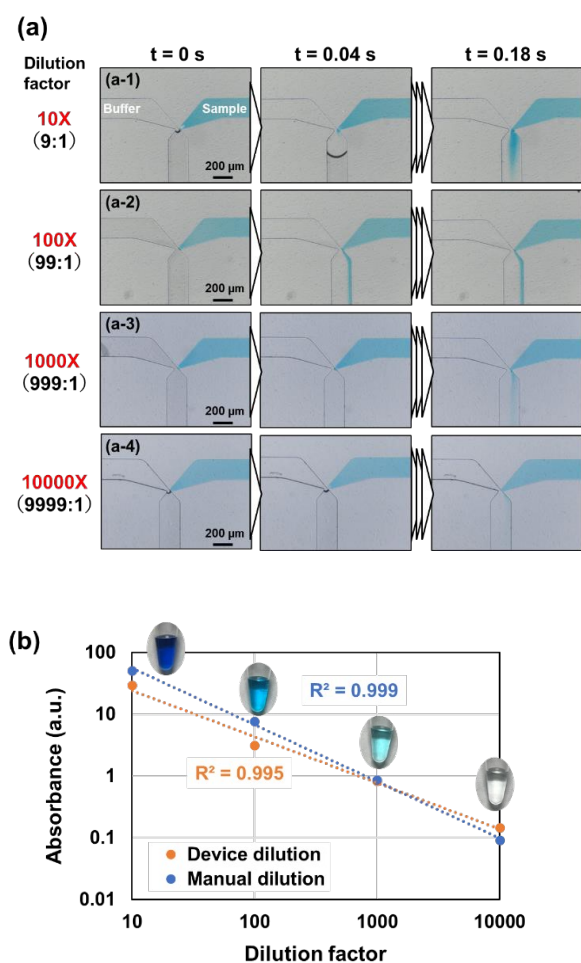 (a)
t = 0 s t = 0.04 s t = 0.18 s
Dilution
factor
10X
(9:1)
(a-1)
Buffer Sample
200 μm
100X
(99:1)
(a-2)
200 μm
1000X
(999:1)
(a-3)
200 μm
10000X
(9999:1)
(a-4)
200 μm
(b)
Absorbance (a.u.)
100
10
1
0.1
0.01
R² = 0.999
R² = 0.995
Device dilution
Manual dilution
10 100 1000 10000
Dilution factor